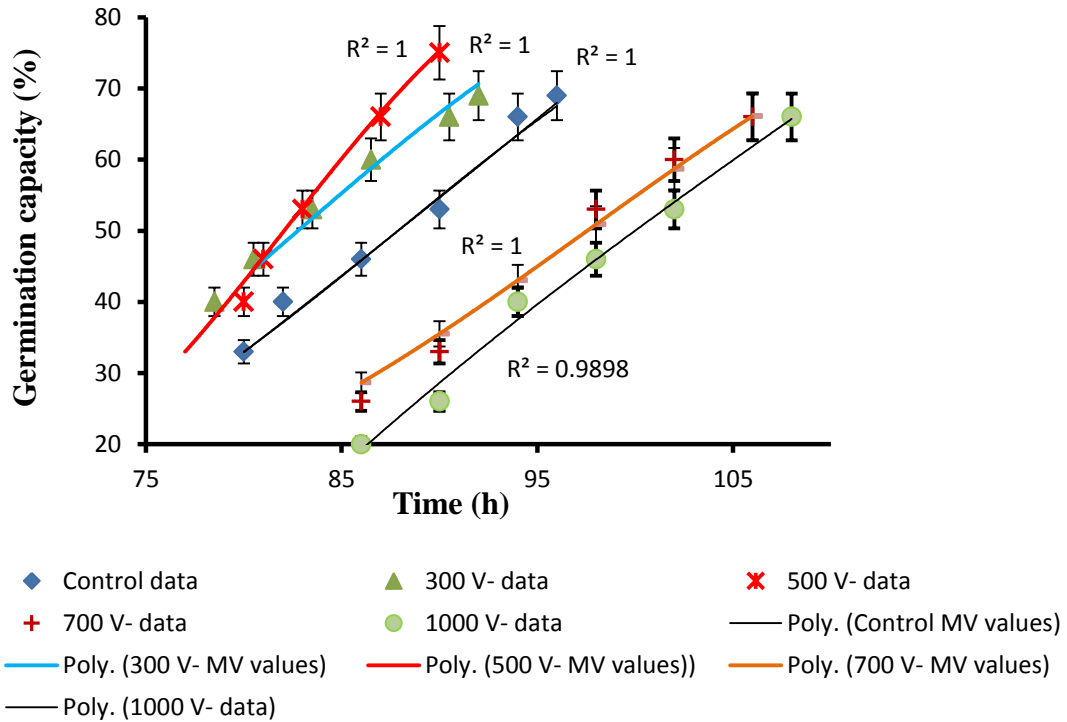 Germination capacity (%)
80
70
60
50
40
30
20
R² = 1
R² = 1
R² = 1
R² = 1
R² = 0.9898
75
85
95
105
Time (h)
Control data
300 V- data
500 V- data
700 V- data
1000 V- data
Poly. (Control MV values)
Poly. (300 V- MV values)
Poly. (500 V- MV values))
Poly. (700 V- MV values)
Poly. (1000 V- data)